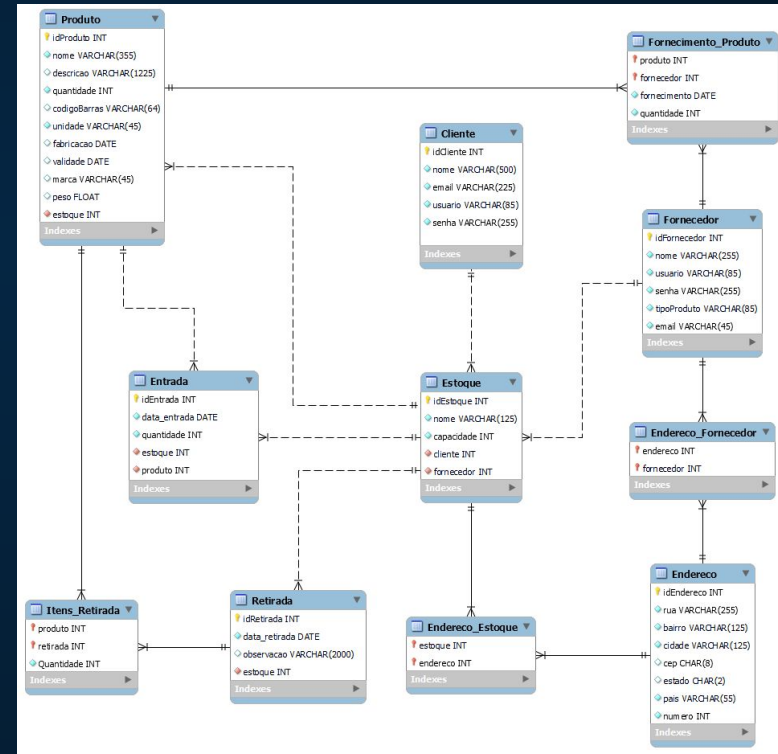 Produto
idProduto INT
nome VARCHAR(355)
descricao VARCHAR(1225)
quantidade INT
codigoBarras VARCHAR(64)
unidade VARCHAR(45)
fabricacao DATE
validade DATE
marca VARCHAR(45)
peso FLOAT
estoque INT
Indexes
Fornecimento_Produto
produto INT
fornecedor INT
fornecimento DATE
quantidade INT
Indexes
Cliente
idCliente INT
nome VARCHAR(500)
email VARCHAR(225)
usuario VARCHAR(85)
senha VARCHAR(255)
Indexes
Fornecedor
idFornecedor INT
nome VARCHAR(255)
usuario VARCHAR(85)
senha VARCHAR(255)
tipoProduto VARCHAR(85)
email VARCHAR(45)
Indexes
Entrada
idEntrada INT
data_entrada DATE
quantidade INT
estoque INT
produto INT
Indexes
Estoque
idEstoque INT
nome VARCHAR(125)
capacidade INT
cliente INT
fornecedor INT
Indexes
Endereco_Fornecedor
endereco INT
fornecedor INT
Indexes
Itens_Retirada
produto INT
retirada INT
Quantidade INT
Indexes
Retirada
idRetirada INT
data_retirada DATE
observacao VARCHAR(2000)
estoque INT
Indexes
Endereco_Estoque
estoque INT
endereco INT
Indexes
Endereco
idEndereco INT
rua VARCHAR(255)
bairro VARCHAR(125)
cidade VARCHAR(125)
cep CHAR(8)
estado CHAR(2)
pais VARCHAR(55)
numero INT
Indexes